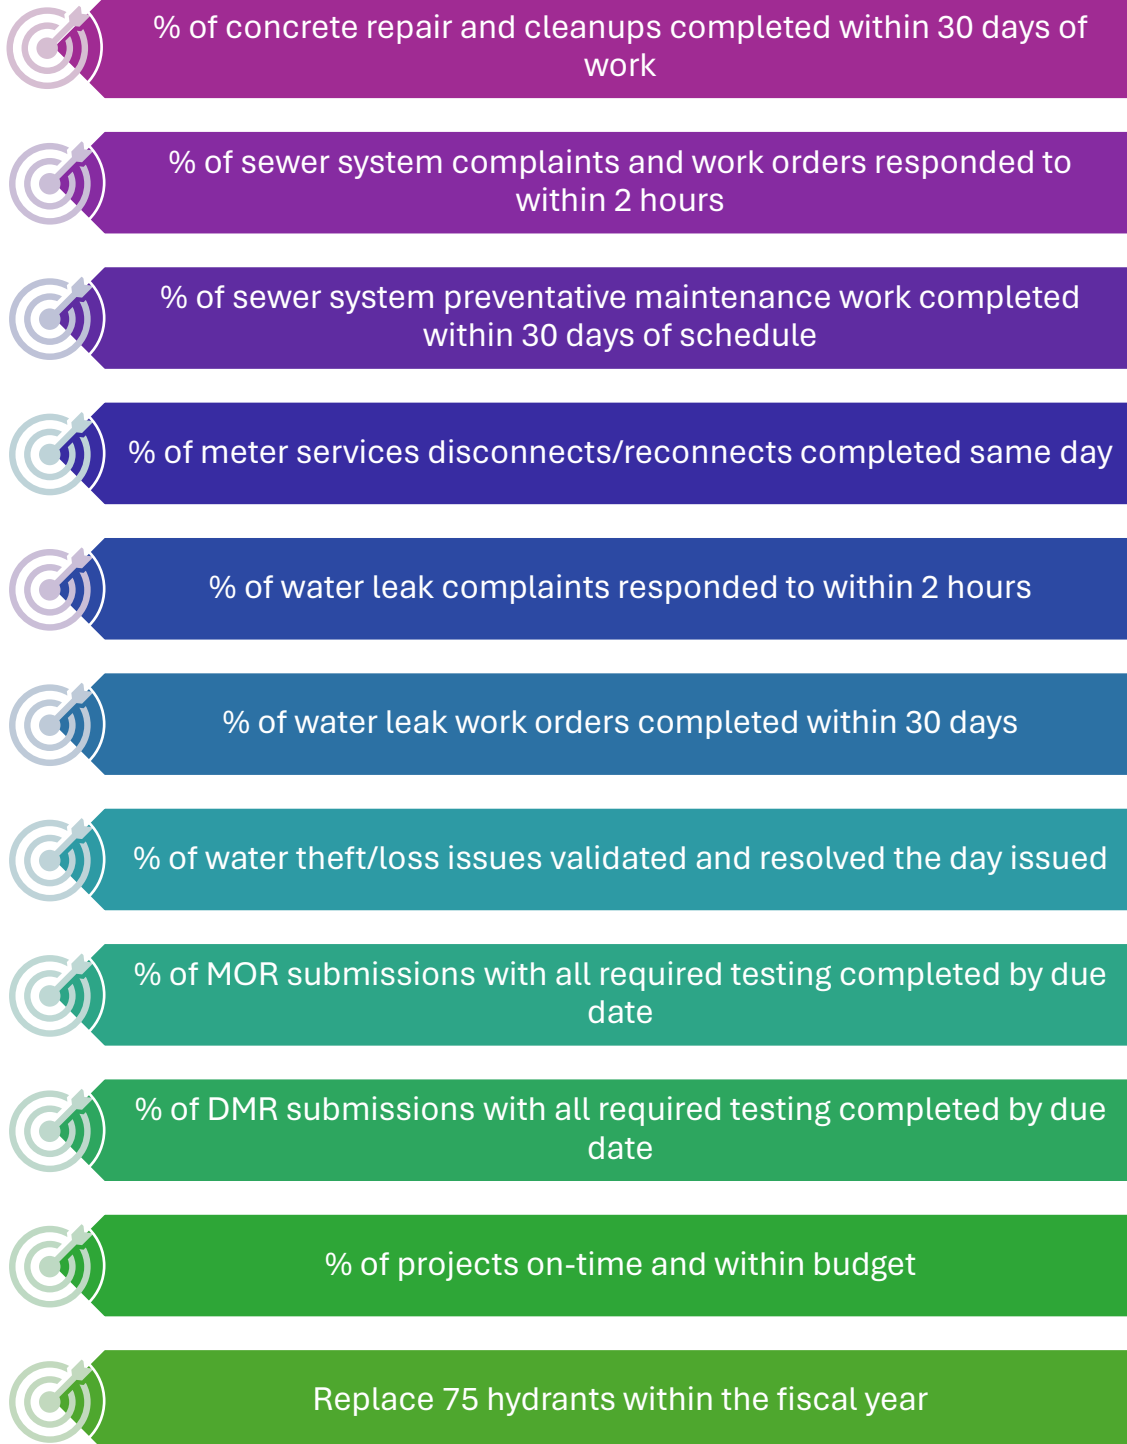 % of concrete repair and cleanups completed within 30 days of
work
% of sewer system complaints and work orders responded to
within 2 hours
% of sewer system preventative maintenance work completed
within 30 days of schedule
% of meter services disconnects/reconnects completed same day
% of water leak complaints responded to within 2 hours
% of water leak work orders completed within 30 days
% of water theft/loss issues validated and resolved the day issued
% of MOR submissions with all required testing completed by due
date
% of DMR submissions with all required testing completed by due
date
% of projects on-time and within budget
Replace 75 hydrants within the fiscal year